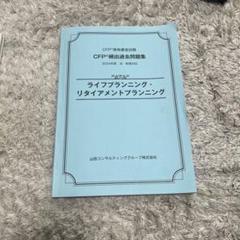 CFP®資格審査試験
CFP®精選過去問題集
ライフプランニング・
リタイアメントプランニング
山田コンサルティンググループ株式会社